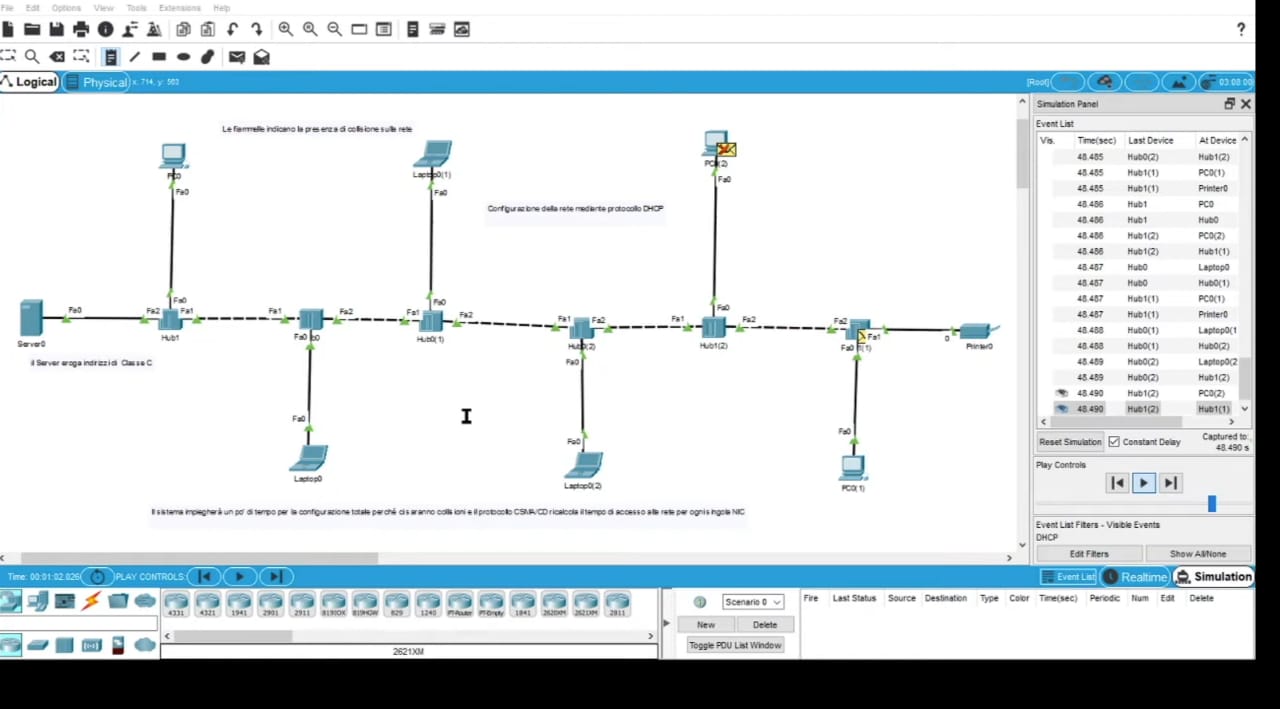 File Edit Options View Tools Extensions Help
?
Logical Physical x: 714, y: 593 [Root] 03:08:00
Le fiammelle indicano la presenza di collisione sulla rete
PC0
Fa0
Laptop0(1)
Fa0
PC0(2)
Fa0
Configurazione della rete mediante protocollo DHCP
Server0
Fa0
Fa2 Fa0 Fa1
Hub1
Fa1 Fa2
Fa0
Fa1 Fa0 Fa2
Hub0(1)
Fa1 Fa2
Hub0(2)
Fa0
Fa1 Fa0 Fa2
Hub1(2)
Fa2 Fa1
Fa0
Printer0
il Server eroga indirizzi di Classe C
Fa0
Laptop0
Fa0
Laptop0(2)
Fa0
PC0(1)
Il sistema impiegherà un po' di tempo per la configurazione totale perchè ci saranno collisioni e il protocollo CSMA/CD ricalcola il tempo di accesso alla rete per ogni singola NIC
Simulation Panel
Event List
Vis. Time(sec) Last Device At Device
48.485 Hub0(2) Hub1(2)
48.485 Hub1(1) PC0(1)
48.485 Hub1(1) Printer0
48.486 Hub1 PC0
48.486 Hub1 Hub0
48.486 Hub1(2) PC0(2)
48.486 Hub1(2) Hub1(1)
48.487 Hub0 Laptop0
48.487 Hub0 Hub0(1)
48.487 Hub1(1) PC0(1)
48.487 Hub1(1) Printer0
48.488 Hub0(1) Laptop0(1
48.488 Hub0(1) Hub0(2)
48.489 Hub0(2) Laptop0(2
48.489 Hub0(2) Hub1(2)
48.490 Hub1(2) PC0(2)
48.490 Hub1(2) Hub1(1)
Reset Simulation Constant Delay Captured to:
48.490 s
Play Controls
Event List Filters - Visible Events
DHCP
Edit Filters Show All/None
Time: 00:01:02.026 PLAY CONTROLS: Event List Realtime Simulation
4331 4321 1941 2901 2911 819IOX 819HGW 829 1240 PT-Router PT-Empty 1841 2620XM 2621XM 2811
2621XM
Scenario 0
New Delete
Toggle PDU List Window
Fire Last Status Source Destination Type Color Time(sec) Periodic Num Edit Delete